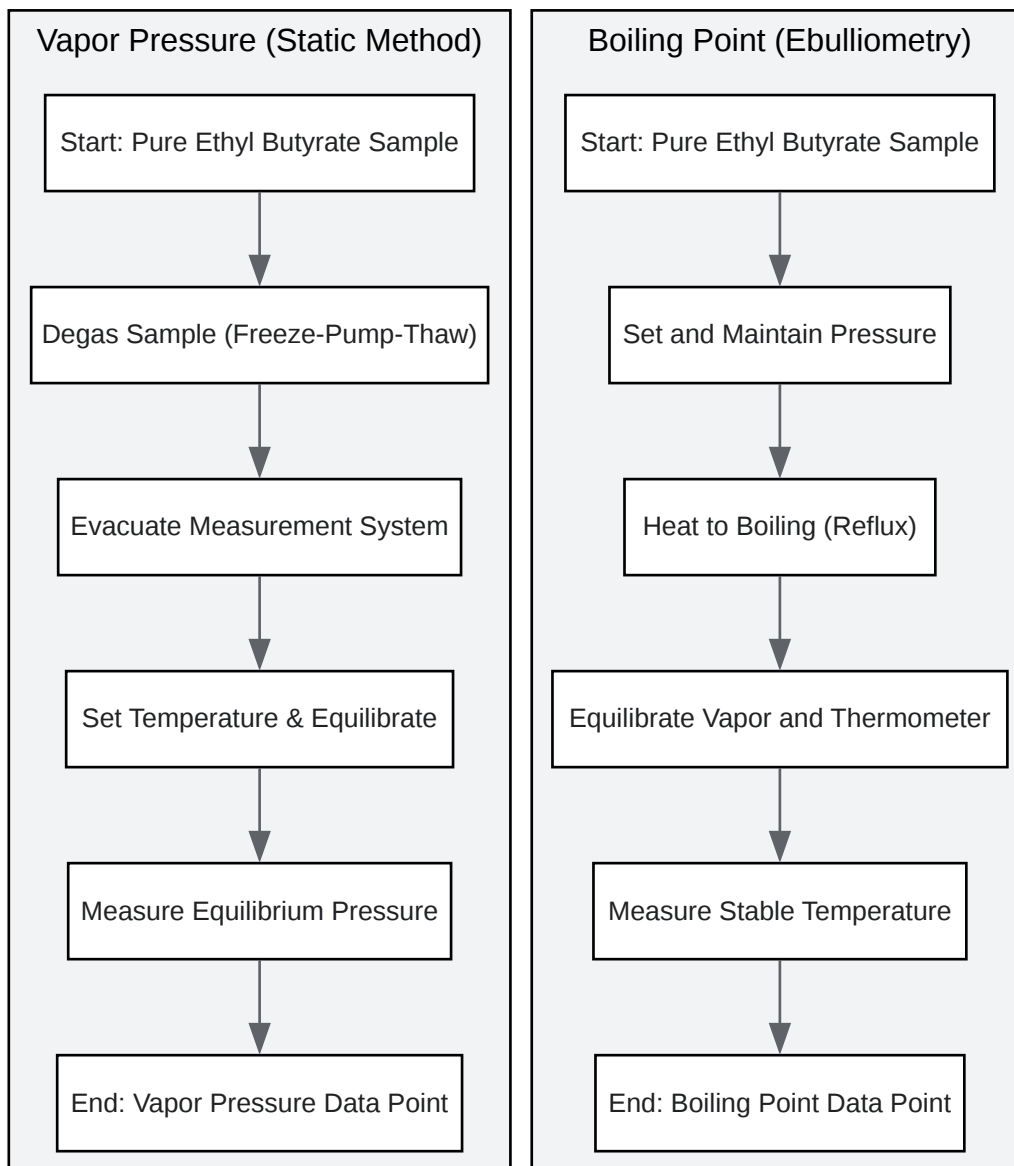 Vapor Pressure (Static Method)
Start: Pure Ethyl Butyrate Sample
Degas Sample (Freeze-Pump-Thaw)
Evacuate Measurement System
Set Temperature & Equilibrate
Measure Equilibrium Pressure
End: Vapor Pressure Data Point
Boiling Point (Ebulliometry)
Start: Pure Ethyl Butyrate Sample
Set and Maintain Pressure
Heat to Boiling (Reflux)
Equilibrate Vapor and Thermometer
Measure Stable Temperature
End: Boiling Point Data Point